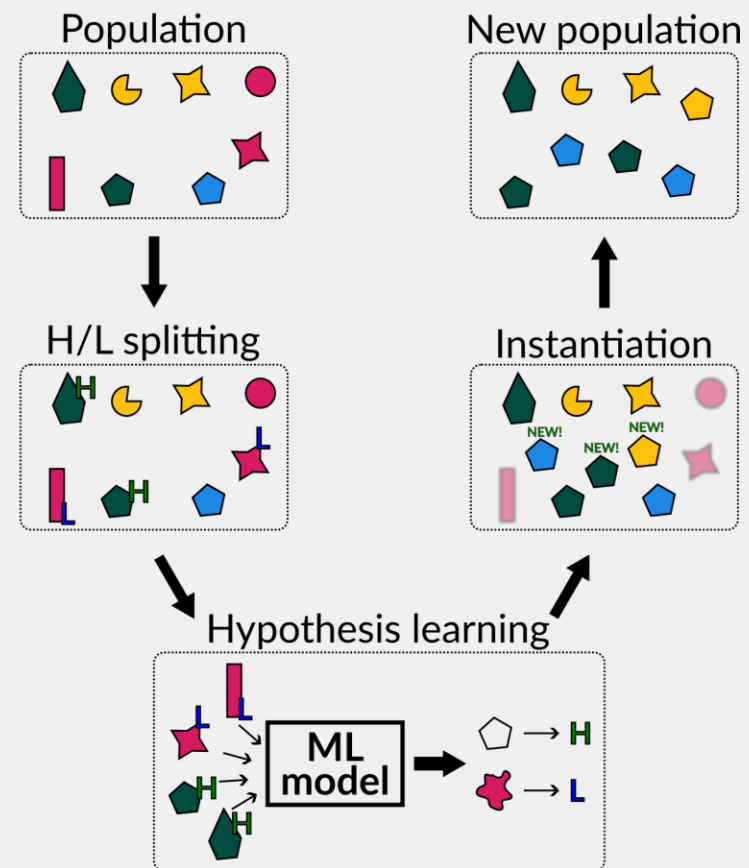 Population
New population
H/L splitting
H
L
L
H
Instantiation
NEW!
NEW!
NEW!
Hypothesis learning
L
L
H
H
ML
model
H
L